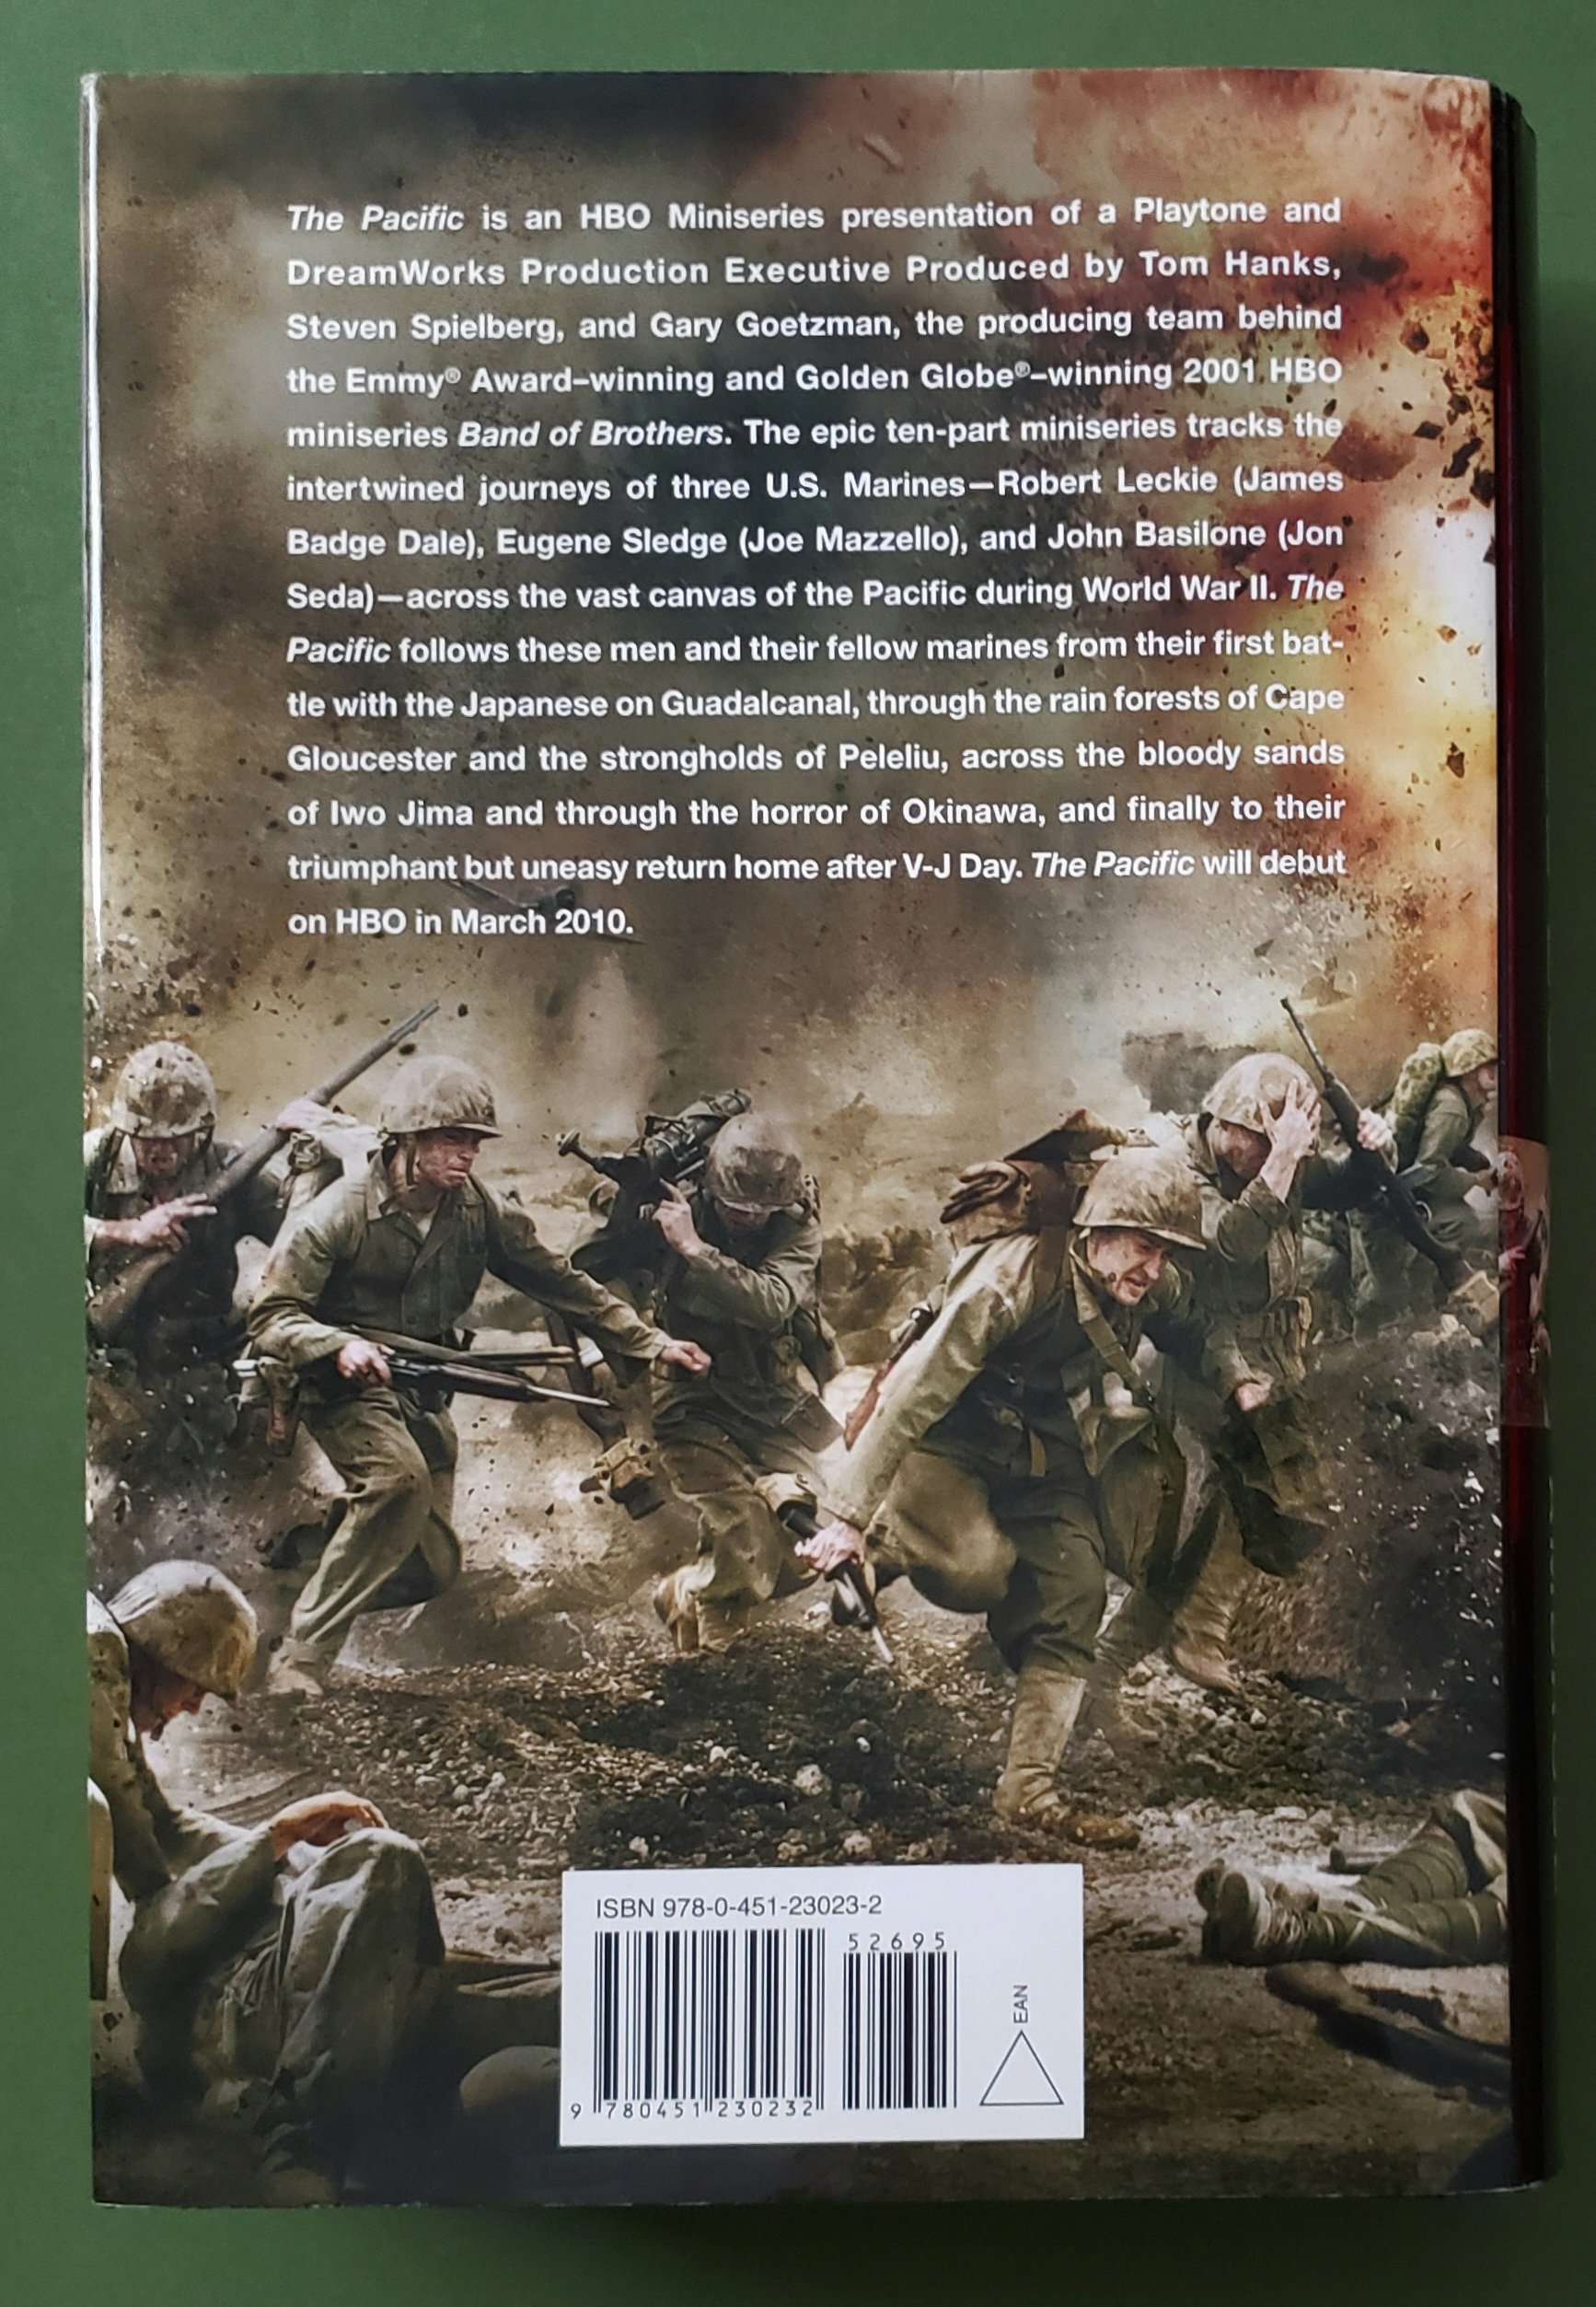 The Pacific is an HBO Miniseries presentation of a Playtone and
DreamWorks Production Executive Produced by Tom Hanks,
Steven Spielberg, and Gary Goetzman, the producing team behind
the Emmy® Award–winning and Golden Globe®–winning 2001 HBO
miniseries Band of Brothers. The epic ten-part miniseries tracks the
intertwined journeys of three U.S. Marines—Robert Leckie (James
Badge Dale), Eugene Sledge (Joe Mazzello), and John Basilone (Jon
Seda)—across the vast canvas of the Pacific during World War II. The
Pacific follows these men and their fellow marines from their first bat-
tle with the Japanese on Guadalcanal, through the rain forests of Cape
Gloucester and the strongholds of Peleliu, across the bloody sands
of Iwo Jima and through the horror of Okinawa, and finally to their
triumphant but uneasy return home after V-J Day. The Pacific will debut
on HBO in March 2010.
ISBN 978-0-451-23023-2
52695
EAN
9 780451 230232